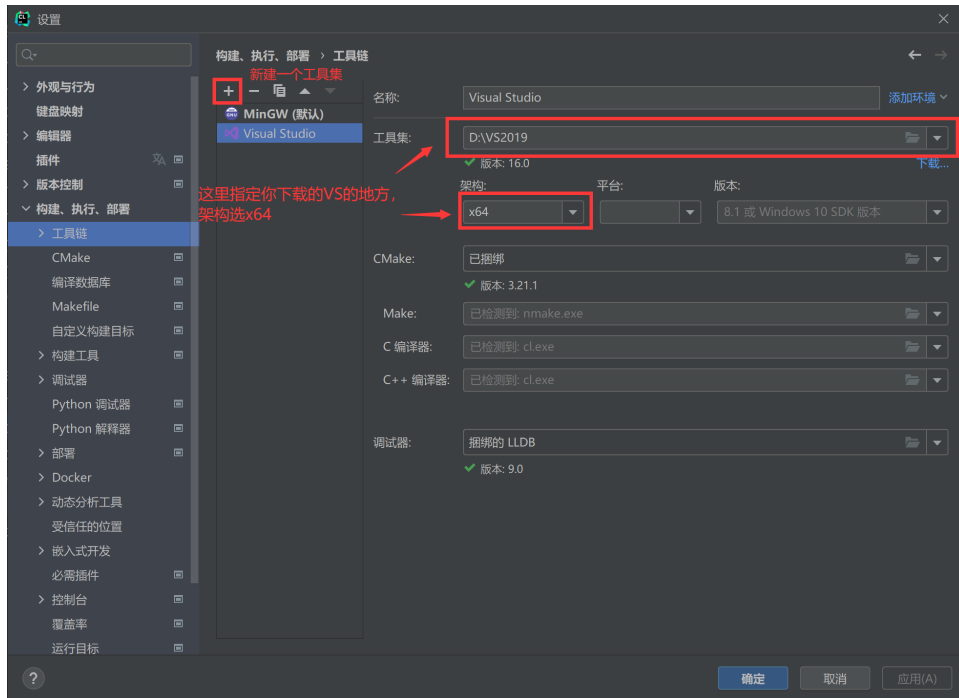 CL 设置
构建、执行、部署 › 工具链
新建一个工具集
外观与行为
键盘映射
编辑器
插件
版本控制
构建、执行、部署
工具链
CMake
编译数据库
Makefile
自定义构建目标
构建工具
调试器
Python 调试器
Python 解释器
部署
Docker
动态分析工具
受信任的位置
嵌入式开发
必需插件
控制台
覆盖率
运行目标
MinGW (默认)
Visual Studio
这里指定你下载的VS的地方，
架构选x64
名称: Visual Studio 添加环境
工具集: D:\VS2019
版本: 16.0 下载...
架构: 平台: 版本:
x64 8.1 或 Windows 10 SDK 版本
CMake: 已捆绑
版本: 3.21.1
Make: 已检测到: nmake.exe
C 编译器: 已检测到: cl.exe
C++ 编译器: 已检测到: cl.exe
调试器: 捆绑的 LLDB
版本: 9.0
? 确定 取消 应用(A)